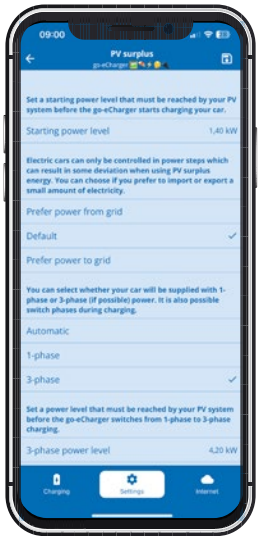 09:00
PV surplus
go-eCharger
Set a starting power level that must be reached by your PV
system before the go-eCharger starts charging your car.
Starting power level 1,40 kW
Electric cars can only be controlled in power steps which
can result in some deviation when using PV surplus
energy. You can choose if you prefer to import or export a
small amount of electricity.
Prefer power from grid
Default
Prefer power to grid
You can select whether your car will be supplied with 1-
phase or 3-phase (if possible) power. It is also possible
switch phases during charging.
Automatic
1-phase
3-phase
Set a power level that must be reached by your PV system
before the go-eCharger switches from 1-phase to 3-phase
charging.
3-phase power level 4,20 kW
Charging Settings Internet